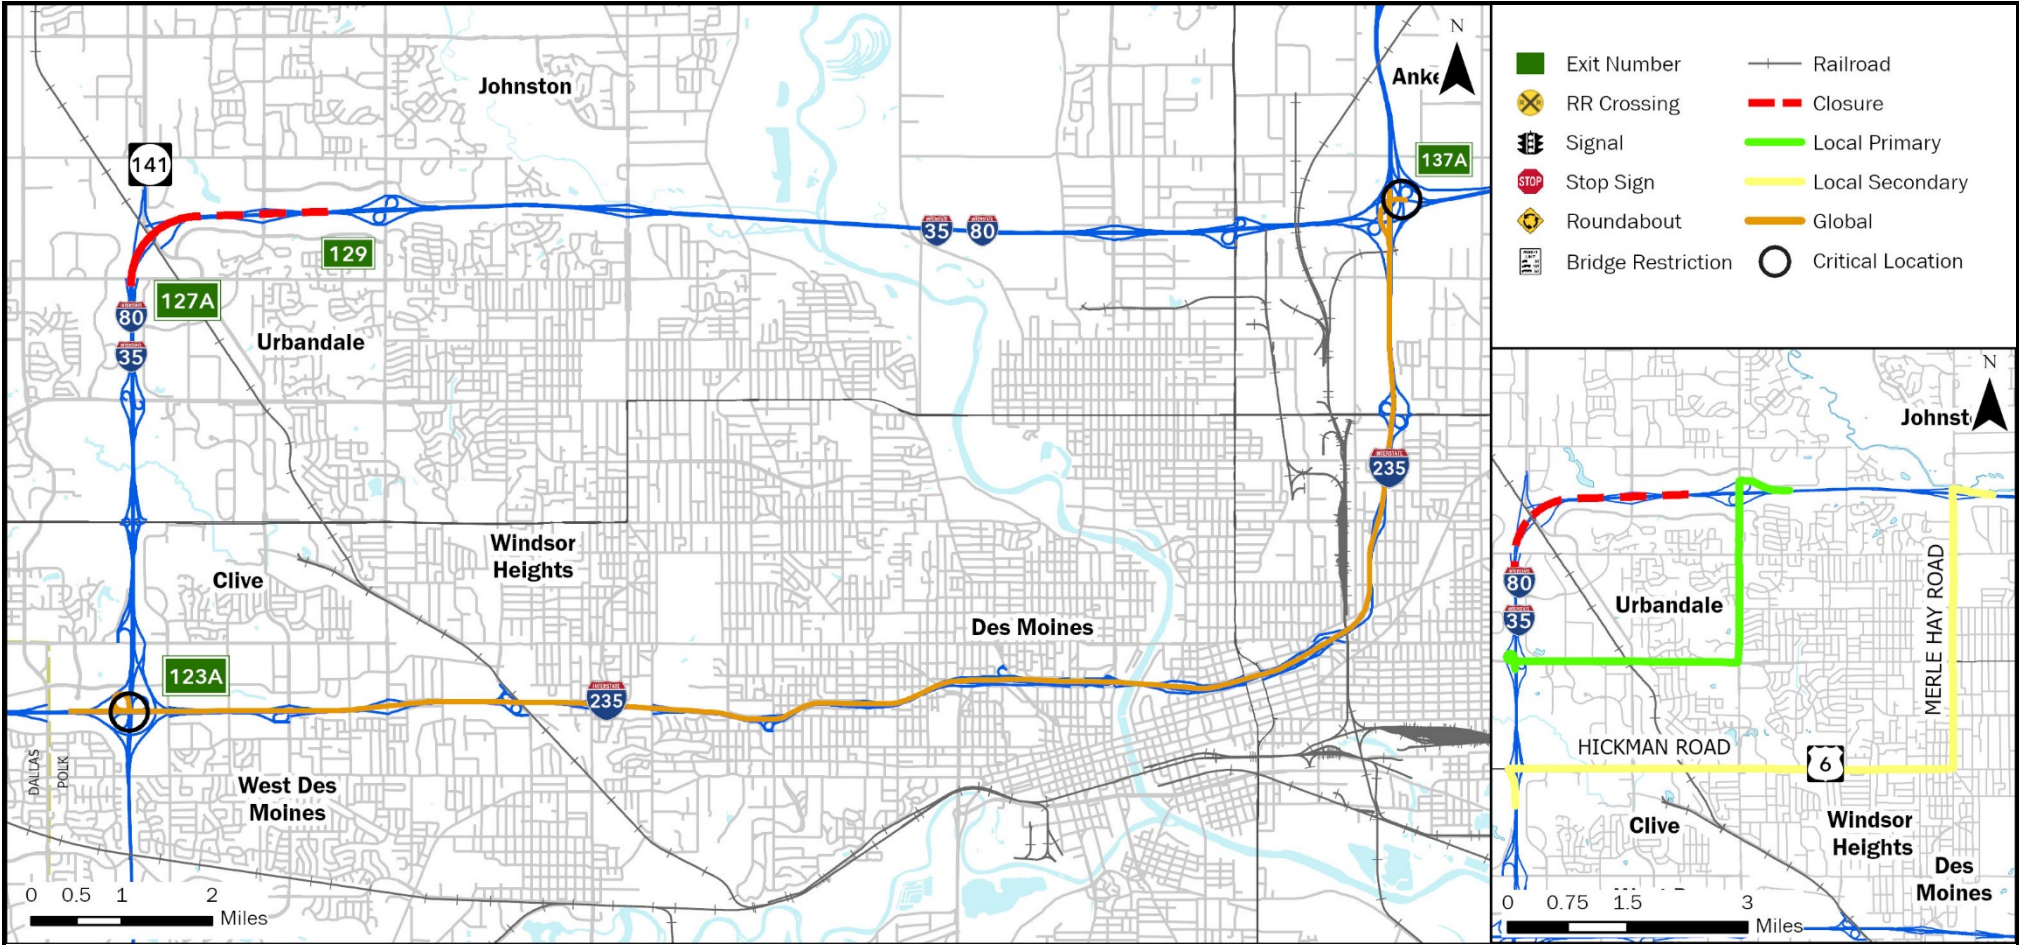 N
Johnston
Anke
141
137A
35
80
129
127A
80
Urbandale
35
INTERSTATE
235
Windsor
Heights
Clive
Des Moines
123A
INTERSTATE
235
DALLAS
POLK
West Des
Moines
0 0.5 1 2
Miles
Exit Number
Railroad
RR Crossing
Closure
Signal
Local Primary
STOP
Stop Sign
Local Secondary
Roundabout
Global
Bridge Restriction
Critical Location
N
Johnst
80
Urbandale
35
MERLE HAY ROAD
HICKMAN ROAD
6
Clive
Windsor
Heights
Des
Moines
0 0.75 1.5 3
Miles